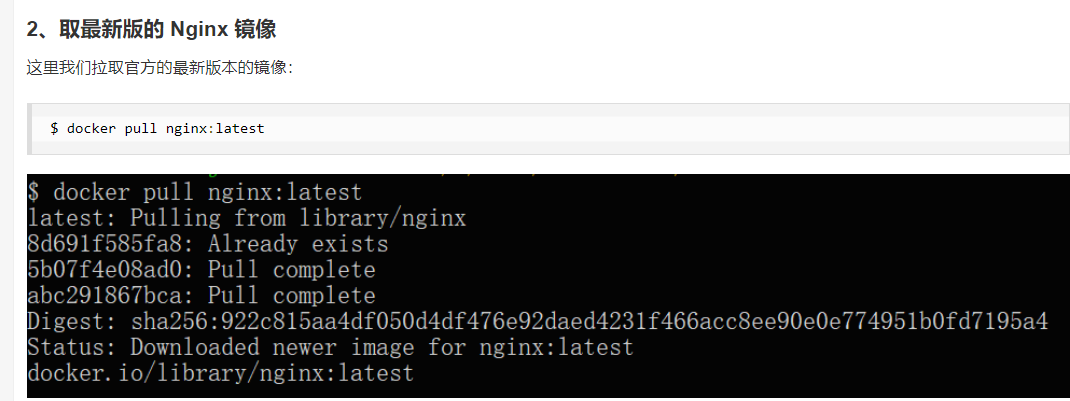 2、取最新版的 Nginx 镜像
这里我们拉取官方的最新版本的镜像：
$ docker pull nginx:latest
$ docker pull nginx:latest
latest: Pulling from library/nginx
8d691f585fa8: Already exists
5b07f4e08ad0: Pull complete
abc291867bca: Pull complete
Digest: sha256:922c815aa4df050d4df476e92daed4231f466acc8ee90e0e774951b0fd7195a4
Status: Downloaded newer image for nginx:latest
docker.io/library/nginx:latest